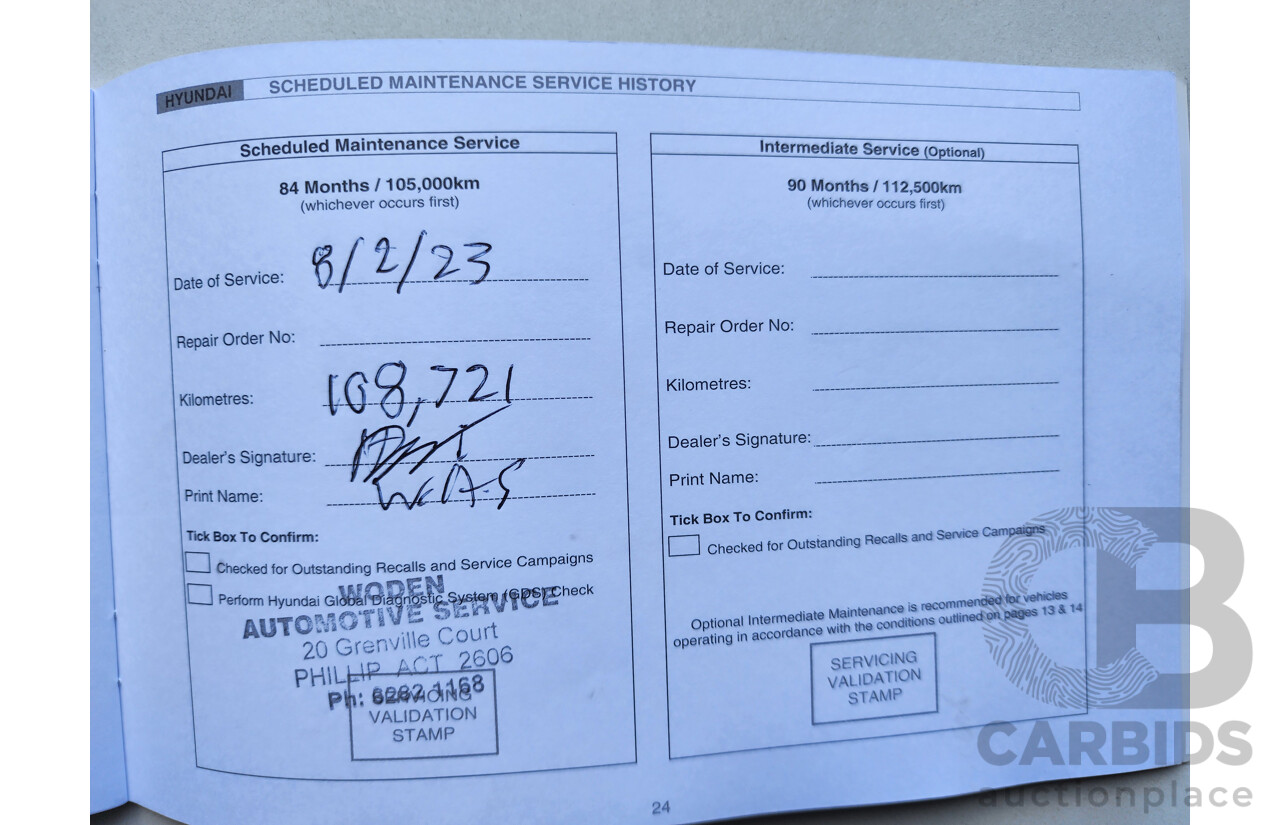 HYUNDAI
SCHEDULED MAINTENANCE SERVICE HISTORY
Scheduled Maintenance Service
84 Months / 105,000km
(whichever occurs first)
Date of Service: 8/2/23
Repair Order No:
Kilometres: 108,721
Dealer's Signature:
Print Name: W.A.S
Tick Box To Confirm:
Checked for Outstanding Recalls and Service Campaigns
Perform Hyundai Global Diagnostic System (GDS) Check
WODEN
AUTOMOTIVE SERVICE
20 Grenville Court
PHILLIP ACT 2606
Ph: 6282 1168
SERVICING
VALIDATION
STAMP
Intermediate Service (Optional)
90 Months / 112,500km
(whichever occurs first)
Date of Service:
Repair Order No:
Kilometres:
Dealer's Signature:
Print Name:
Tick Box To Confirm:
Checked for Outstanding Recalls and Service Campaigns
Optional Intermediate Maintenance is recommended for vehicles
operating in accordance with the conditions outlined on pages 13 & 14
SERVICING
VALIDATION
STAMP
24
CB
CARBIDS
auctionplace